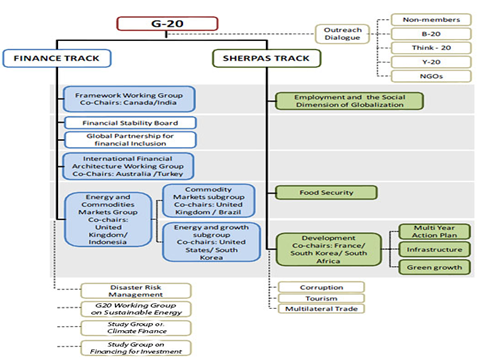 G-20
Outreach
Dialogue
Non-members
B-20
Think - 20
Y-20
NGOs
FINANCE TRACK
SHERPAS TRACK
Framework Working Group
Co-Chairs: Canada/India
Financial Stability Board
Global Partnership for
financial Inclusion
International Financial
Architecture Working Group
Co-Chairs: Australia /Turkey
Energy and
Commodities
Markets Group
Co-chairs:
United
Kingdom/
Indonesia
Commodity
Markets subgroup
Co-chairs: United
Kingdom / Brazil
Energy and growth
subgroup
Co-chairs: United
States/ South
Korea
Disaster Risk
Management
G20 Working Group
on Sustainable Energy
Study Group on
Climate Finance
Study Group on
Financing for Investment
Employment and the Social
Dimension of Globalization
Food Security
Development
Co-chairs: France/
South Korea/ South
Africa
Multi Year
Action Plan
Infrastructure
Green growth
Corruption
Tourism
Multilateral Trade